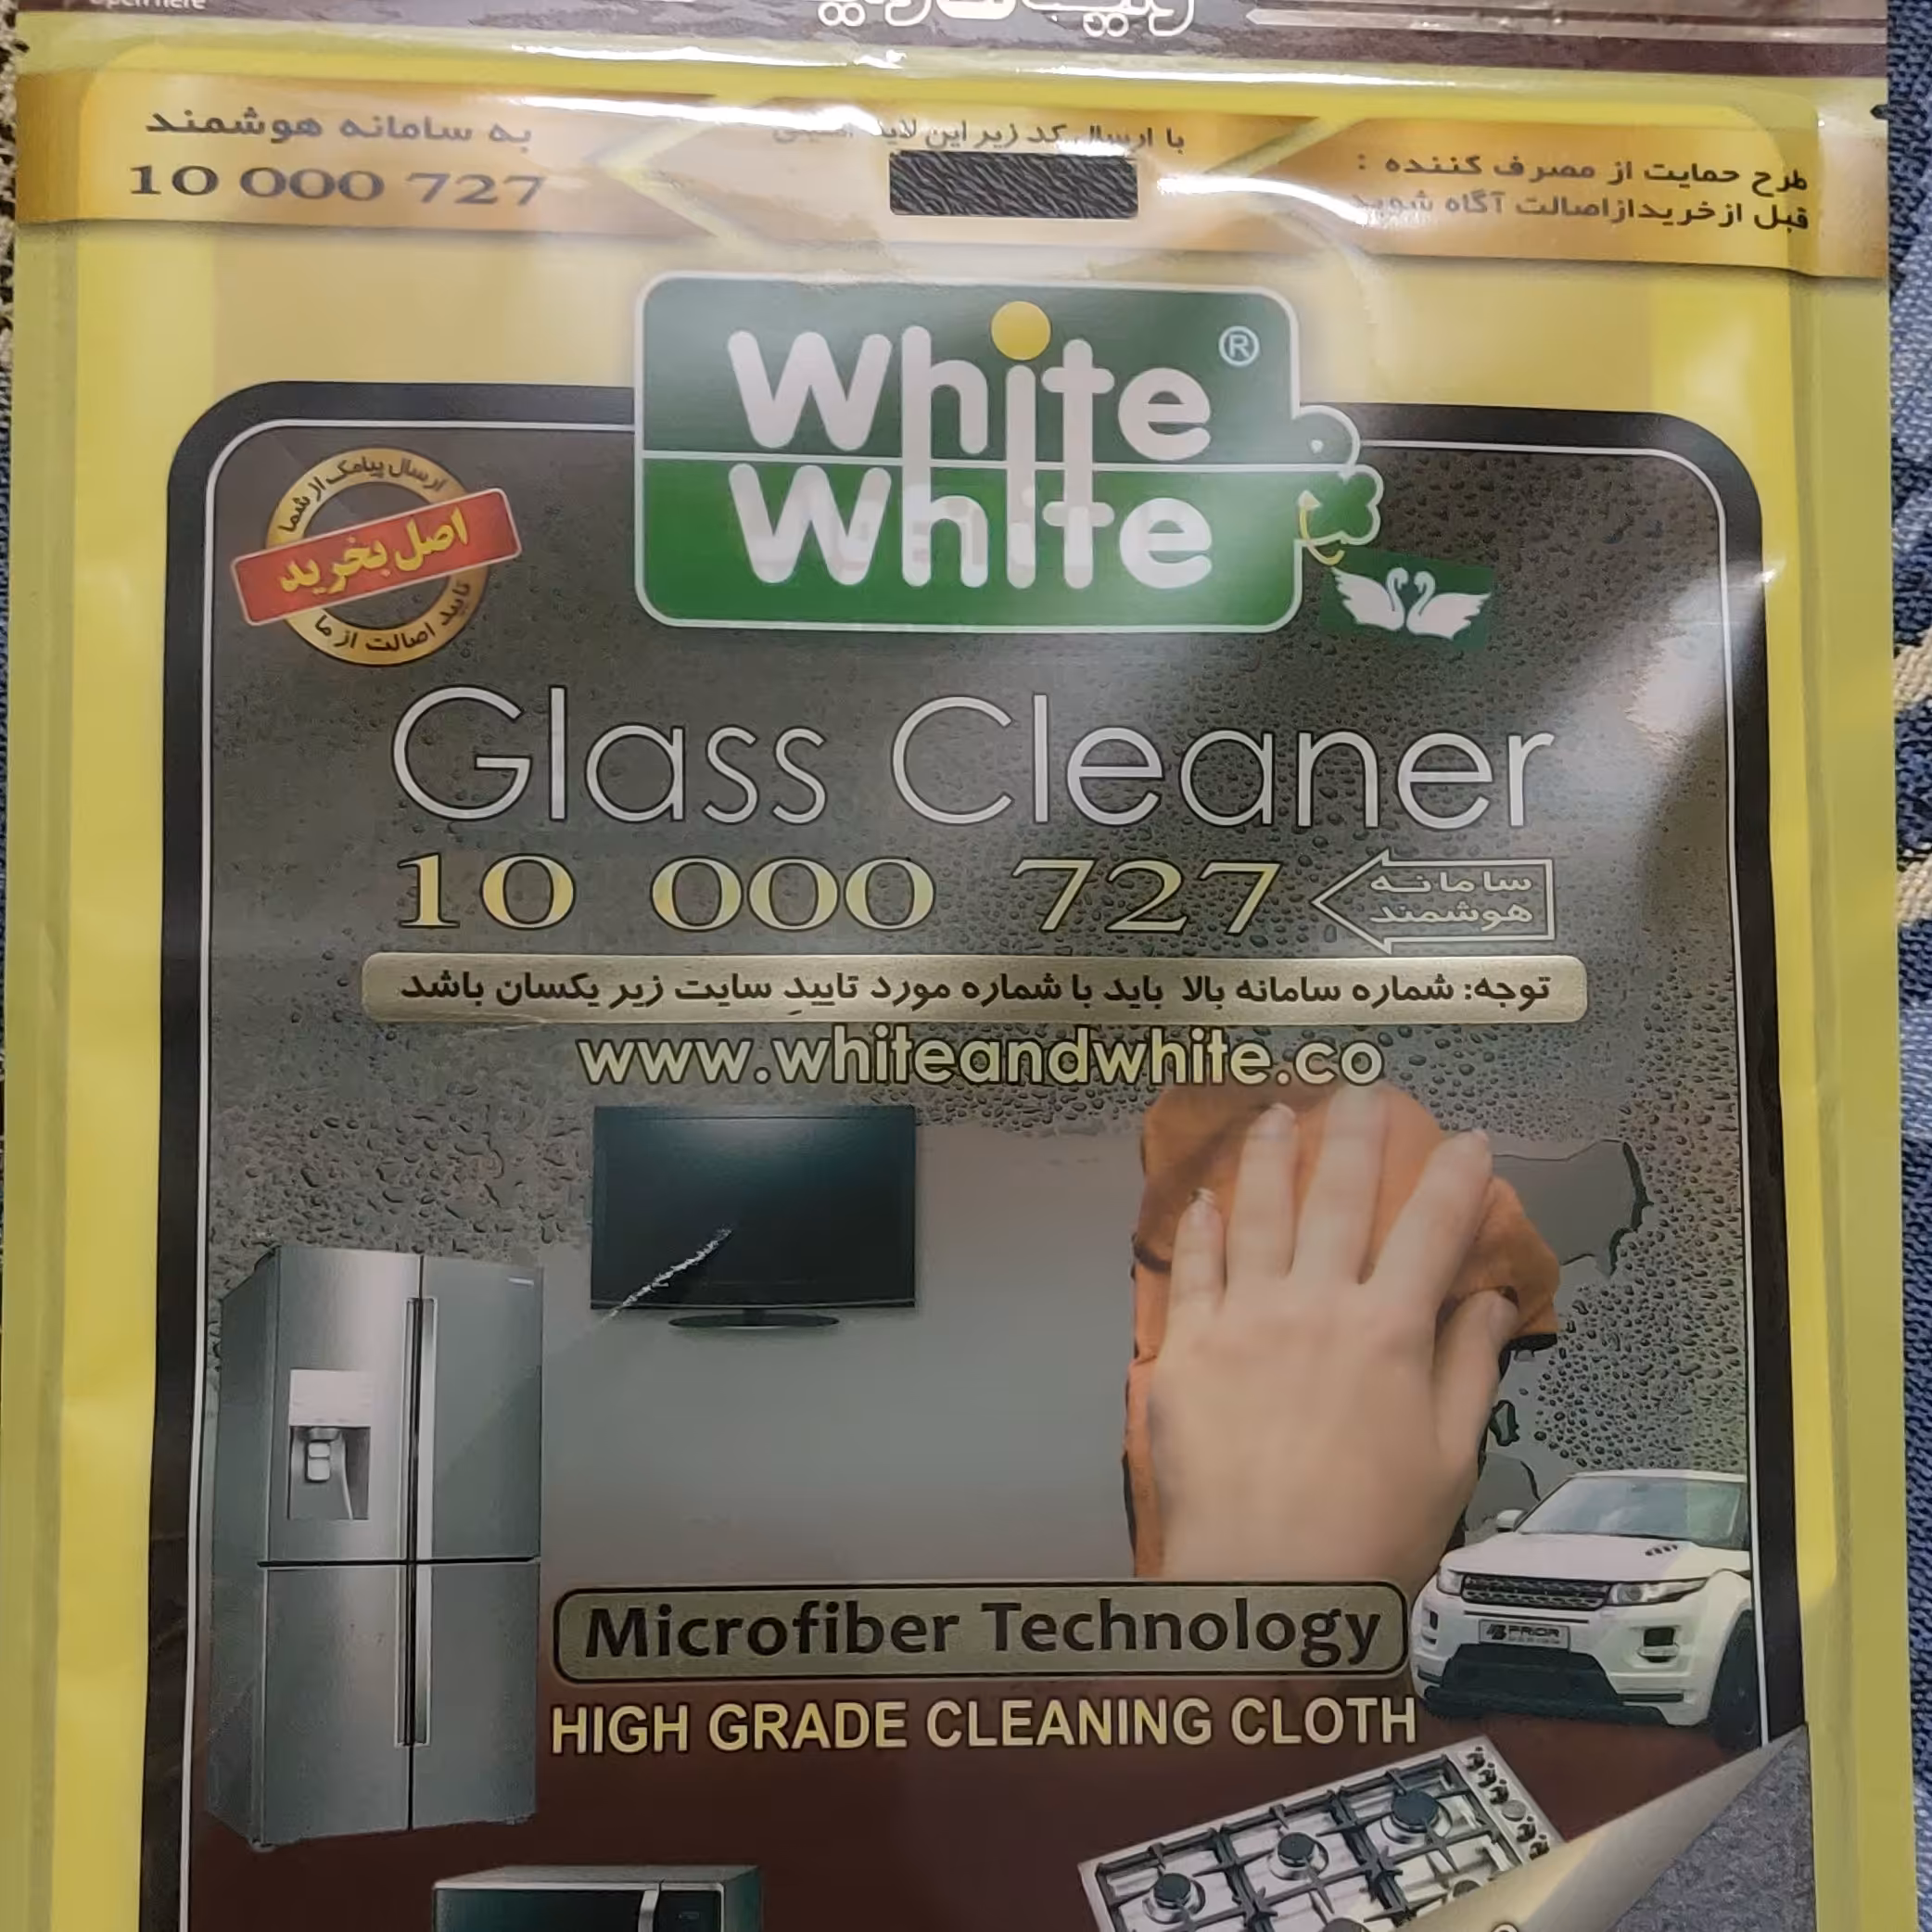 Open here
طرح حمایت از مصرف کننده :
قبل از خرید از اصالت آگاه شوید
با ارسال کد زیر این لایه
به سامانه هوشمند
10 000 727
White ®
White
ارسال پیامک از شما
اصل بخرید
تایید اصالت از ما
Glass Cleaner
10 000 727
سامانه
هوشمند
توجه: شماره سامانه بالا باید با شماره مورد تایید سایت زیر یکسان باشد
www.whiteandwhite.co
Microfiber Technology
PRIOR
HIGH GRADE CLEANING CLOTH